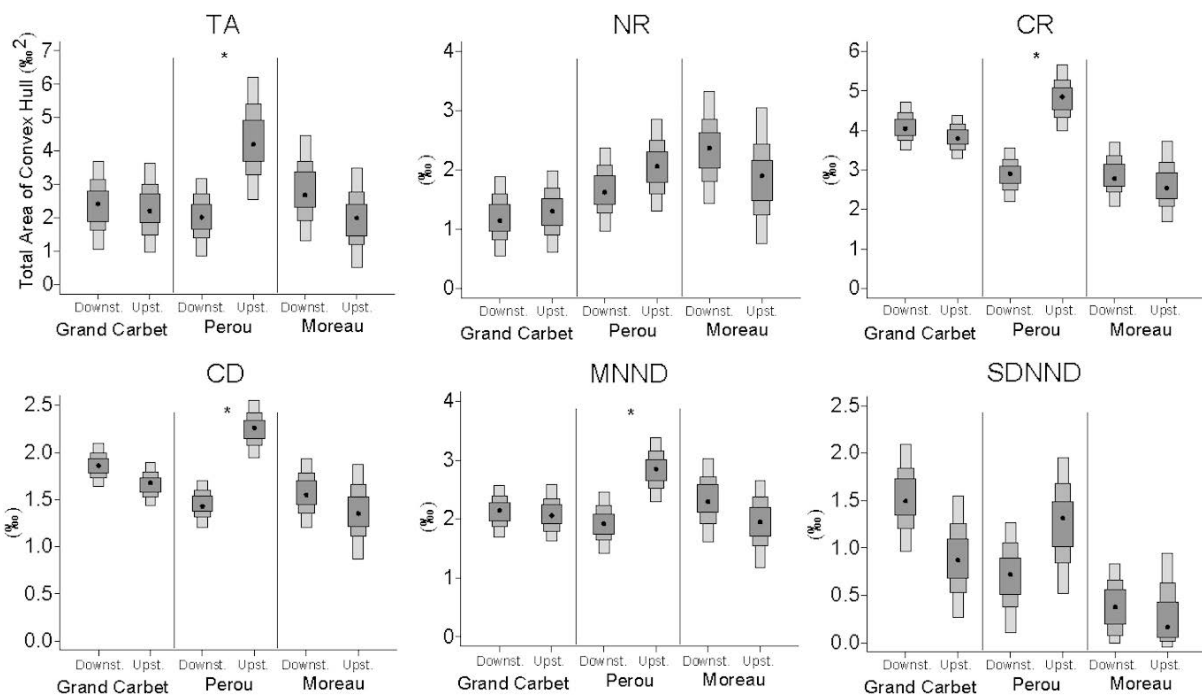 TA
Total Area of Convex Hull (‰^2)
7
6
5
4
3
2
1
0
*
Downst. Upst. Downst. Upst. Downst. Upst.
Grand Carbet Perou Moreau
NR
(‰)
4
3
2
1
0
Downst. Upst. Downst. Upst. Downst. Upst.
Grand Carbet Perou Moreau
CR
(‰)
6
5
4
3
2
1
0
*
Downst. Upst. Downst. Upst. Downst. Upst.
Grand Carbet Perou Moreau
CD
(‰)
2.5
2.0
1.5
1.0
0.5
0.0
*
Downst. Upst. Downst. Upst. Downst. Upst.
Grand Carbet Perou Moreau
MNND
(‰)
4
3
2
1
0
*
Downst. Upst. Downst. Upst. Downst. Upst.
Grand Carbet Perou Moreau
SDNND
(‰)
2.5
2.0
1.5
1.0
0.5
0.0
Downst. Upst. Downst. Upst. Downst. Upst.
Grand Carbet Perou Moreau